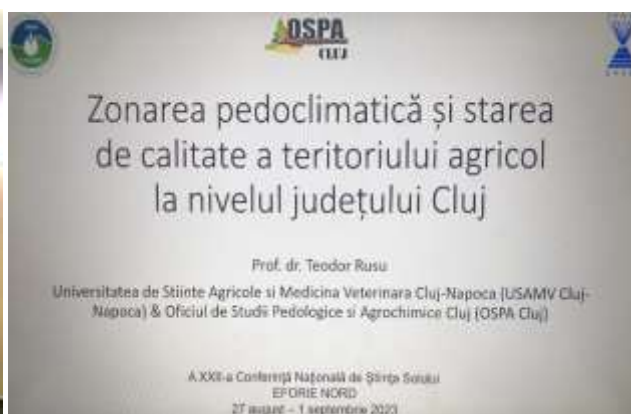 OSPA
CLUJ
Zonarea pedoclimatică și starea
de calitate a teritoriului agricol
la nivelul județului Cluj
Prof. dr. Teodor Rusu
Universitatea de Stiinte Agricole si Medicina Veterinara Cluj-Napoca (USAMV Cluj-
Napoca) & Oficiul de Studii Pedologice si Agrochimice Cluj (OSPA Cluj)
A XXII-a Conferință Națională de Știința Solului
EFORIE NORD
27 august – 1 septembrie 2023